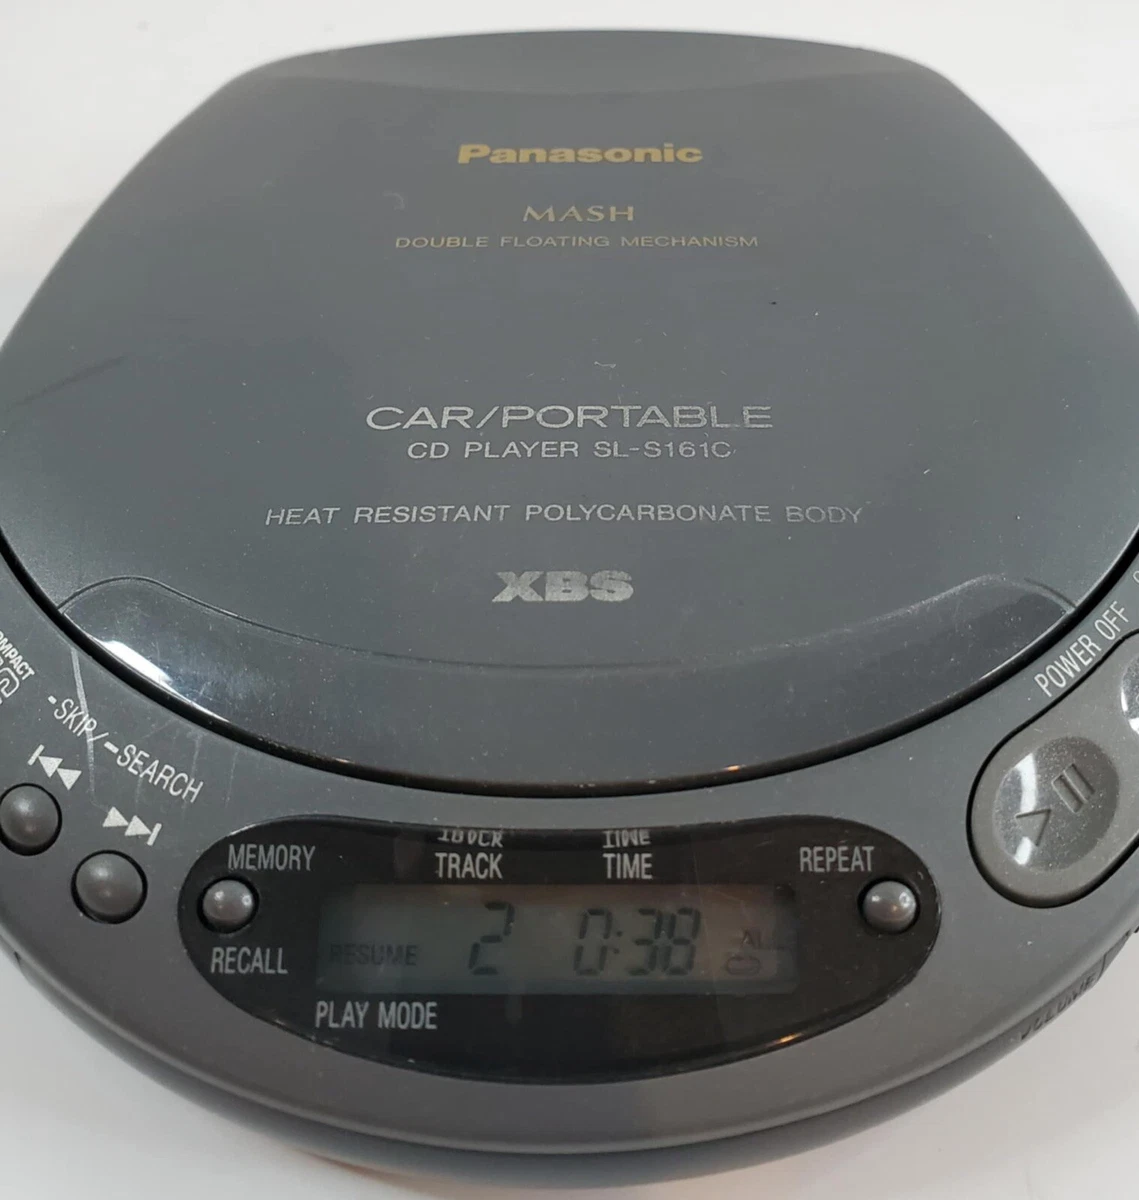 Panasonic
MASH
DOUBLE FLOATING MECHANISM
CAR/PORTABLE
CD PLAYER SL-S161C
HEAT RESISTANT POLYCARBONATE BODY
XBS
POWER OFF
-SKIP/-SEARCH
MEMORY
TRACK
TIME
REPEAT
RESUME 2 0:38
RECALL
PLAY MODE